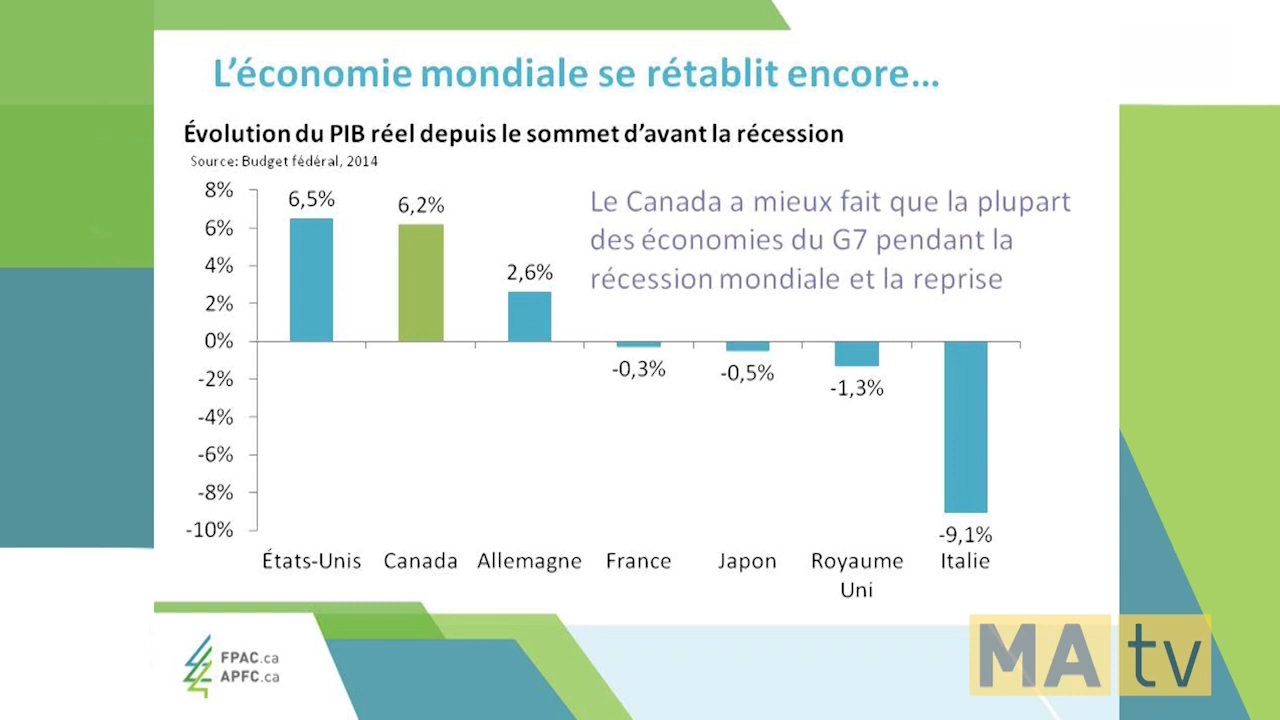 L'économie mondiale se rétablit encore...
Évolution du PIB réel depuis le sommet d'avant la récession
Source: Budget fédéral, 2014
Le Canada a mieux fait que la plupart
des économies du G7 pendant la
récession mondiale et la reprise
8%
6%
4%
2%
0%
-2%
-4%
-6%
-8%
-10%
6,5%
6,2%
2,6%
-0,3%
-0,5%
-1,3%
-9,1%
États-Unis
Canada
Allemagne
France
Japon
Royaume
Uni
Italie
FPAC.ca
APFC.ca
MAtv